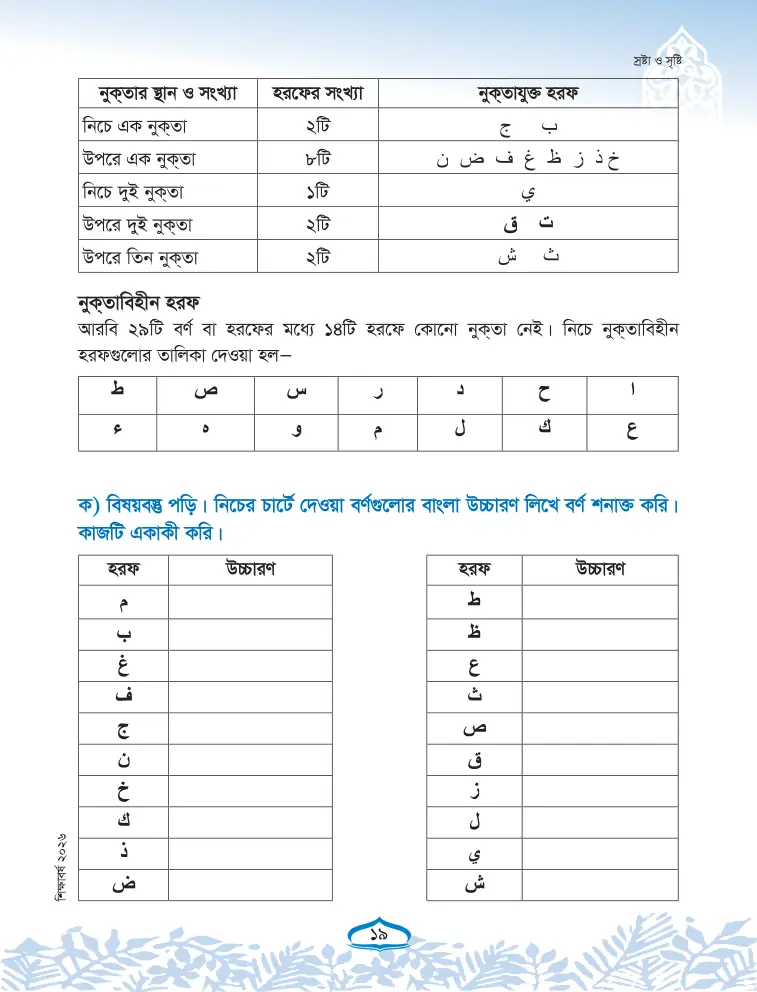 স্রষ্টা ও সৃষ্টি
নুক্‌তার স্থান ও সংখ্যা হরফের সংখ্যা নুক্‌তাযুক্ত হরফ
নিচে এক নুক্‌তা ২টি ب ج
উপরে এক নুক্‌তা ৮টি خ ذ ز ظ غ ف ض ن
নিচে দুই নুক্‌তা ১টি ي
উপরে দুই নুক্‌তা ২টি ت ق
উপরে তিন নুক্‌তা ২টি ث ش
নুক্‌তাবিহীন হরফ
আরবি ২৯টি বর্ণ বা হরফের মধ্যে ১৪টি হরফে কোনো নুক্‌তা নেই। নিচে নুক্‌তাবিহীন
হরফগুলোর তালিকা দেওয়া হল–
ا ح د ر س ص ط
ع ك ل م و ه ء
ক) বিষয়বস্তু পড়ি। নিচের চার্টে দেওয়া বর্ণগুলোর বাংলা উচ্চারণ লিখে বর্ণ শনাক্ত করি।
কাজটি একাকী করি।
হরফ উচ্চারণ
م
ب
غ
ف
ج
ن
خ
ك
ذ
ض
হরফ উচ্চারণ
ط
ظ
ع
ث
ص
ق
ز
ل
ي
ش
শিক্ষাবর্ষ ২০২৬
১৯